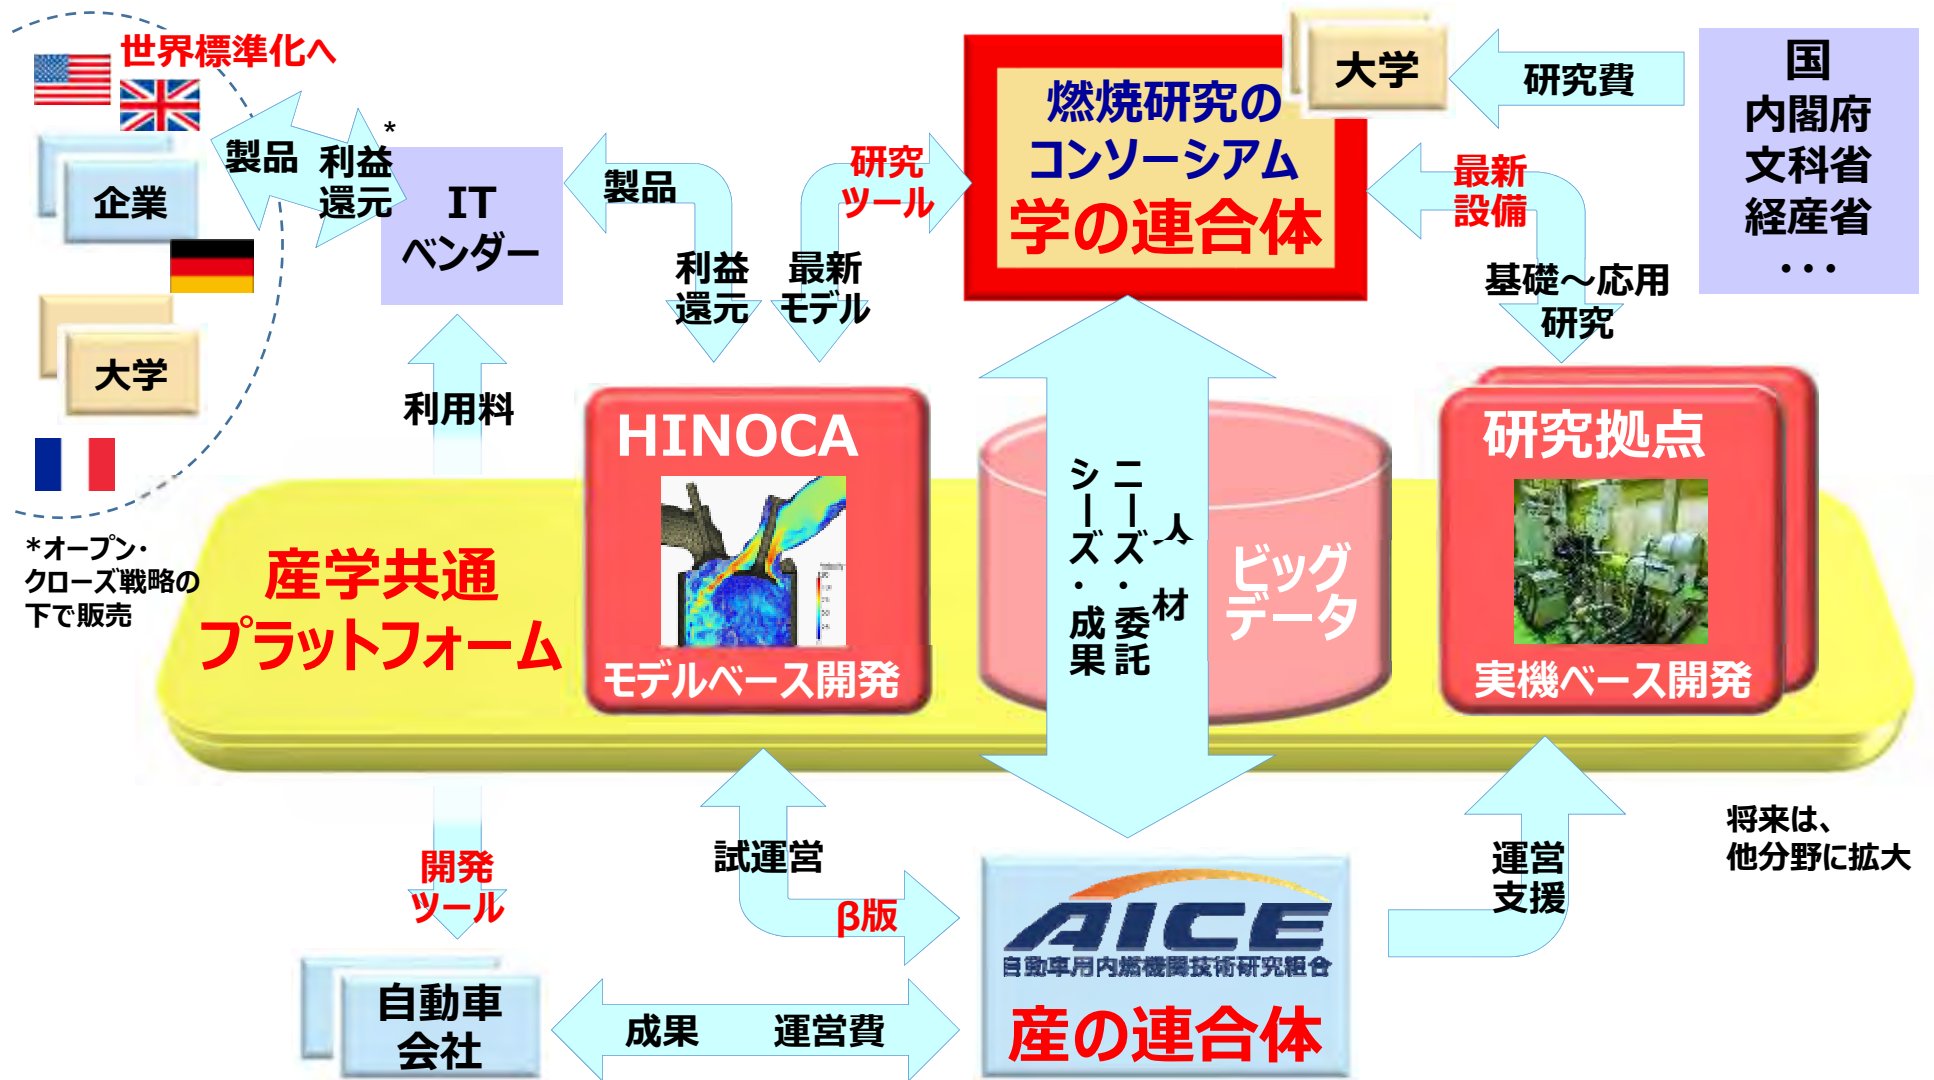 世界標準化へ
企業
大学
製品
利益
還元
*
IT
ベンダー
製品
利益
還元
研究
ツール
最新
モデル
燃焼研究の
コンソーシアム
学の連合体
大学
研究費
国
内閣府
文科省
経産省
・・・
最新
設備
基礎～応用
研究
利用料
*オープン・
クローズ戦略の
下で販売
産学共通
プラットフォーム
HINOCA
モデルベース開発
シーズ・成果
ニーズ・委託
人材
ビッグ
データ
研究拠点
実機ベース開発
開発
ツール
試運営
β版
運営
支援
将来は、
他分野に拡大
自動車
会社
成果
運営費
AICE
自動車用内燃機関技術研究組合
産の連合体